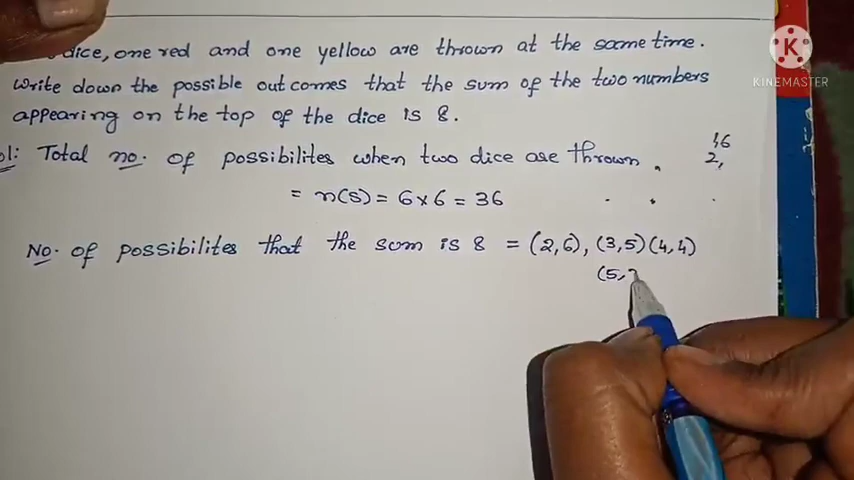 dice, one red and one yellow are thrown at the same time.
Write down the possible outcomes that the sum of the two numbers
appearing on the top of the dice is 8.
ol: Total no. of possibilites when two dice are thrown.
= n(S) = 6×6 = 36
No. of possibilites that the sum is 8 = (2,6), (3,5)(4,4)
(5,
2,
KINEMASTER